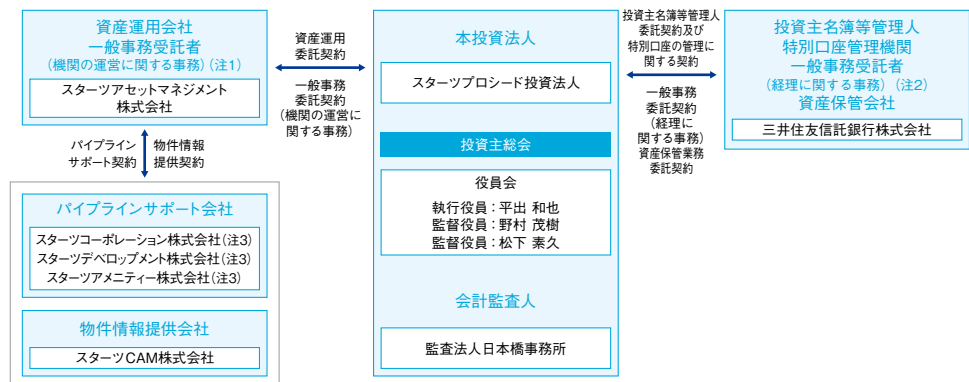 資産運用会社
一般事務受託者
(機関の運営に関する事務)(注1)
スターツアセットマネジメント
株式会社
パイプライン
サポート契約
物件情報
提供契約
パイプラインサポート会社
スターツコーポレーション株式会社(注3)
スターツデベロップメント株式会社(注3)
スターツアメニティー株式会社(注3)
物件情報提供会社
スターツCAM株式会社
資産運用
委託契約
一般事務
委託契約
(機関の運営に
関する事務)
本投資法人
スターツプロシード投資法人
投資主総会
役員会
執行役員:平出 和也
監督役員:野村 茂樹
監督役員:松下 素久
会計監査人
監査法人日本橋事務所
投資主名簿等管理人
委託契約及び
特別口座の管理に
関する契約
一般事務
委託契約
(経理に
関する事務)
資産保管業務
委託契約
投資主名簿等管理人
特別口座管理機関
一般事務受託者
(経理に関する事務)(注2)
資産保管会社
三井住友信託銀行株式会社